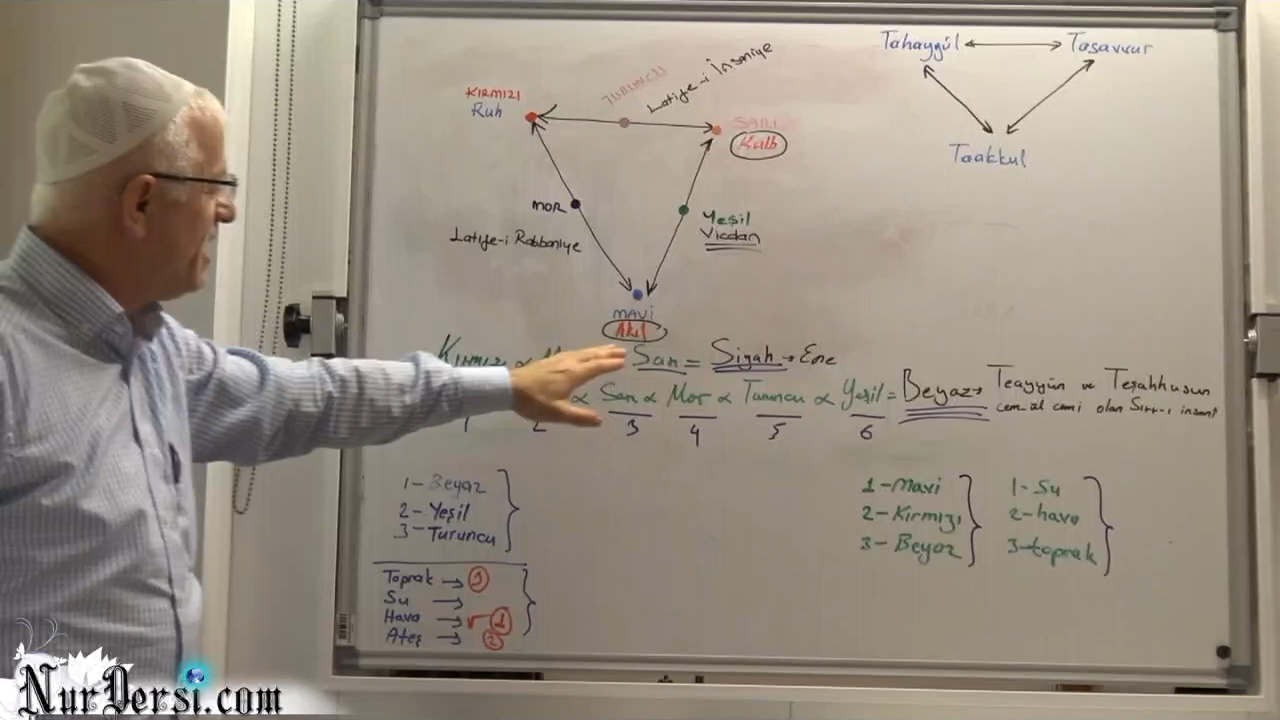 Tahayyül Tasavvur
Taakkul
KIRMIZI
Ruh
TURUNCU
Latife-i İnsaniye
SARI
Kalb
MOR
Latife-i Rabbaniye
Yeşil
Vicdan
MAVİ
Akıl
Kırmızı ∝ Sarı = Siyah → Ene
∝ Sarı ∝ Mor ∝ Turuncu ∝ Yeşil = Beyaz → Teayyün ve Teşahhusun
cem al cemi olan Sırr-ı insani
1 2 3 4 5 6
1-Beyaz
2-Yeşil
3-Turuncu
Toprak → 3
Su →
Hava → 1
Ateş → 2
1-Mavi
2-Kırmızı
3-Beyaz
1-Su
2-hava
3-toprak
NurDersi.com